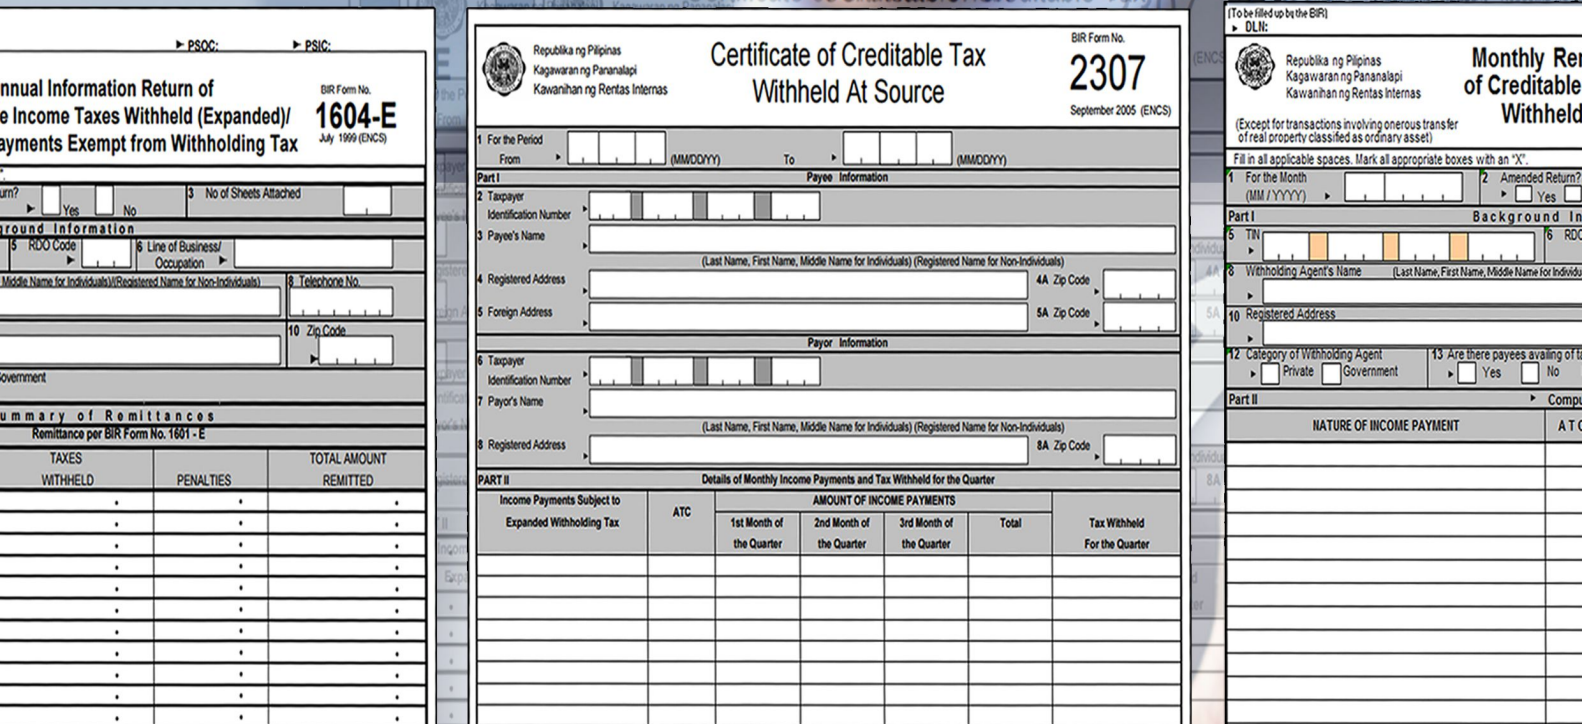 PSOC: PSIC:
nnual Information Return of
e Income Taxes Withheld (Expanded)/
ayments Exempt from Withholding Tax
BIR Form No.
1604-E
July 1999 (ENCS)
urn? Yes No
3 No of Sheets Attached
ground Information
5 RDO Code
6 Line of Business/
Occupation
Middle Name for Individuals)/(Registered Name for Non-Individuals)
8 Telephone No.
10 Zip Code
overnment
ummary of Remittances
Remittance per BIR Form No. 1601 - E
TAXES
WITHHELD
PENALTIES
TOTAL AMOUNT
REMITTED
Republika ng Pilipinas
Kagawaran ng Pananalapi
Kawanihan ng Rentas Internas
Certificate of Creditable Tax
Withheld At Source
BIR Form No.
2307
September 2005 (ENCS)
1 For the Period
From (MM/DD/YY) To (MM/DD/YY)
Part I Payee Information
2 Taxpayer
Identification Number
3 Payee's Name
(Last Name, First Name, Middle Name for Individuals) (Registered Name for Non-Individuals)
4 Registered Address 4A Zip Code
5 Foreign Address 5A Zip Code
Payor Information
6 Taxpayer
Identification Number
7 Payor's Name
(Last Name, First Name, Middle Name for Individuals) (Registered Name for Non-Individuals)
8 Registered Address 8A Zip Code
PART II Details of Monthly Income Payments and Tax Withheld for the Quarter
Income Payments Subject to
Expanded Withholding Tax
ATC
AMOUNT OF INCOME PAYMENTS
1st Month of
the Quarter
2nd Month of
the Quarter
3rd Month of
the Quarter
Total
Tax Withheld
For the Quarter
(To be filled up by the BIR)
DLN:
Republika ng Pilipinas
Kagawaran ng Pananalapi
Kawanihan ng Rentas Internas
Monthly Rem
of Creditable
Withheld
(Except for transactions involving onerous transfer
of real property classified as ordinary asset)
Fill in all applicable spaces. Mark all appropriate boxes with an "X".
1 For the Month
(MM / YYYY)
2 Amended Return?
Yes
Part I Background In
5 TIN
6 RDO
8 Withholding Agent's Name (Last Name, First Name, Middle Name for Individu
10 Registered Address
12 Category of Withholding Agent
Private Government
13 Are there payees availing of ta
Yes No
Part II Compu
NATURE OF INCOME PAYMENT
ATC